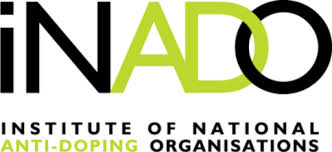 iNADO
INSTITUTE OF NATIONAL
ANTI-DOPING ORGANISATIONS